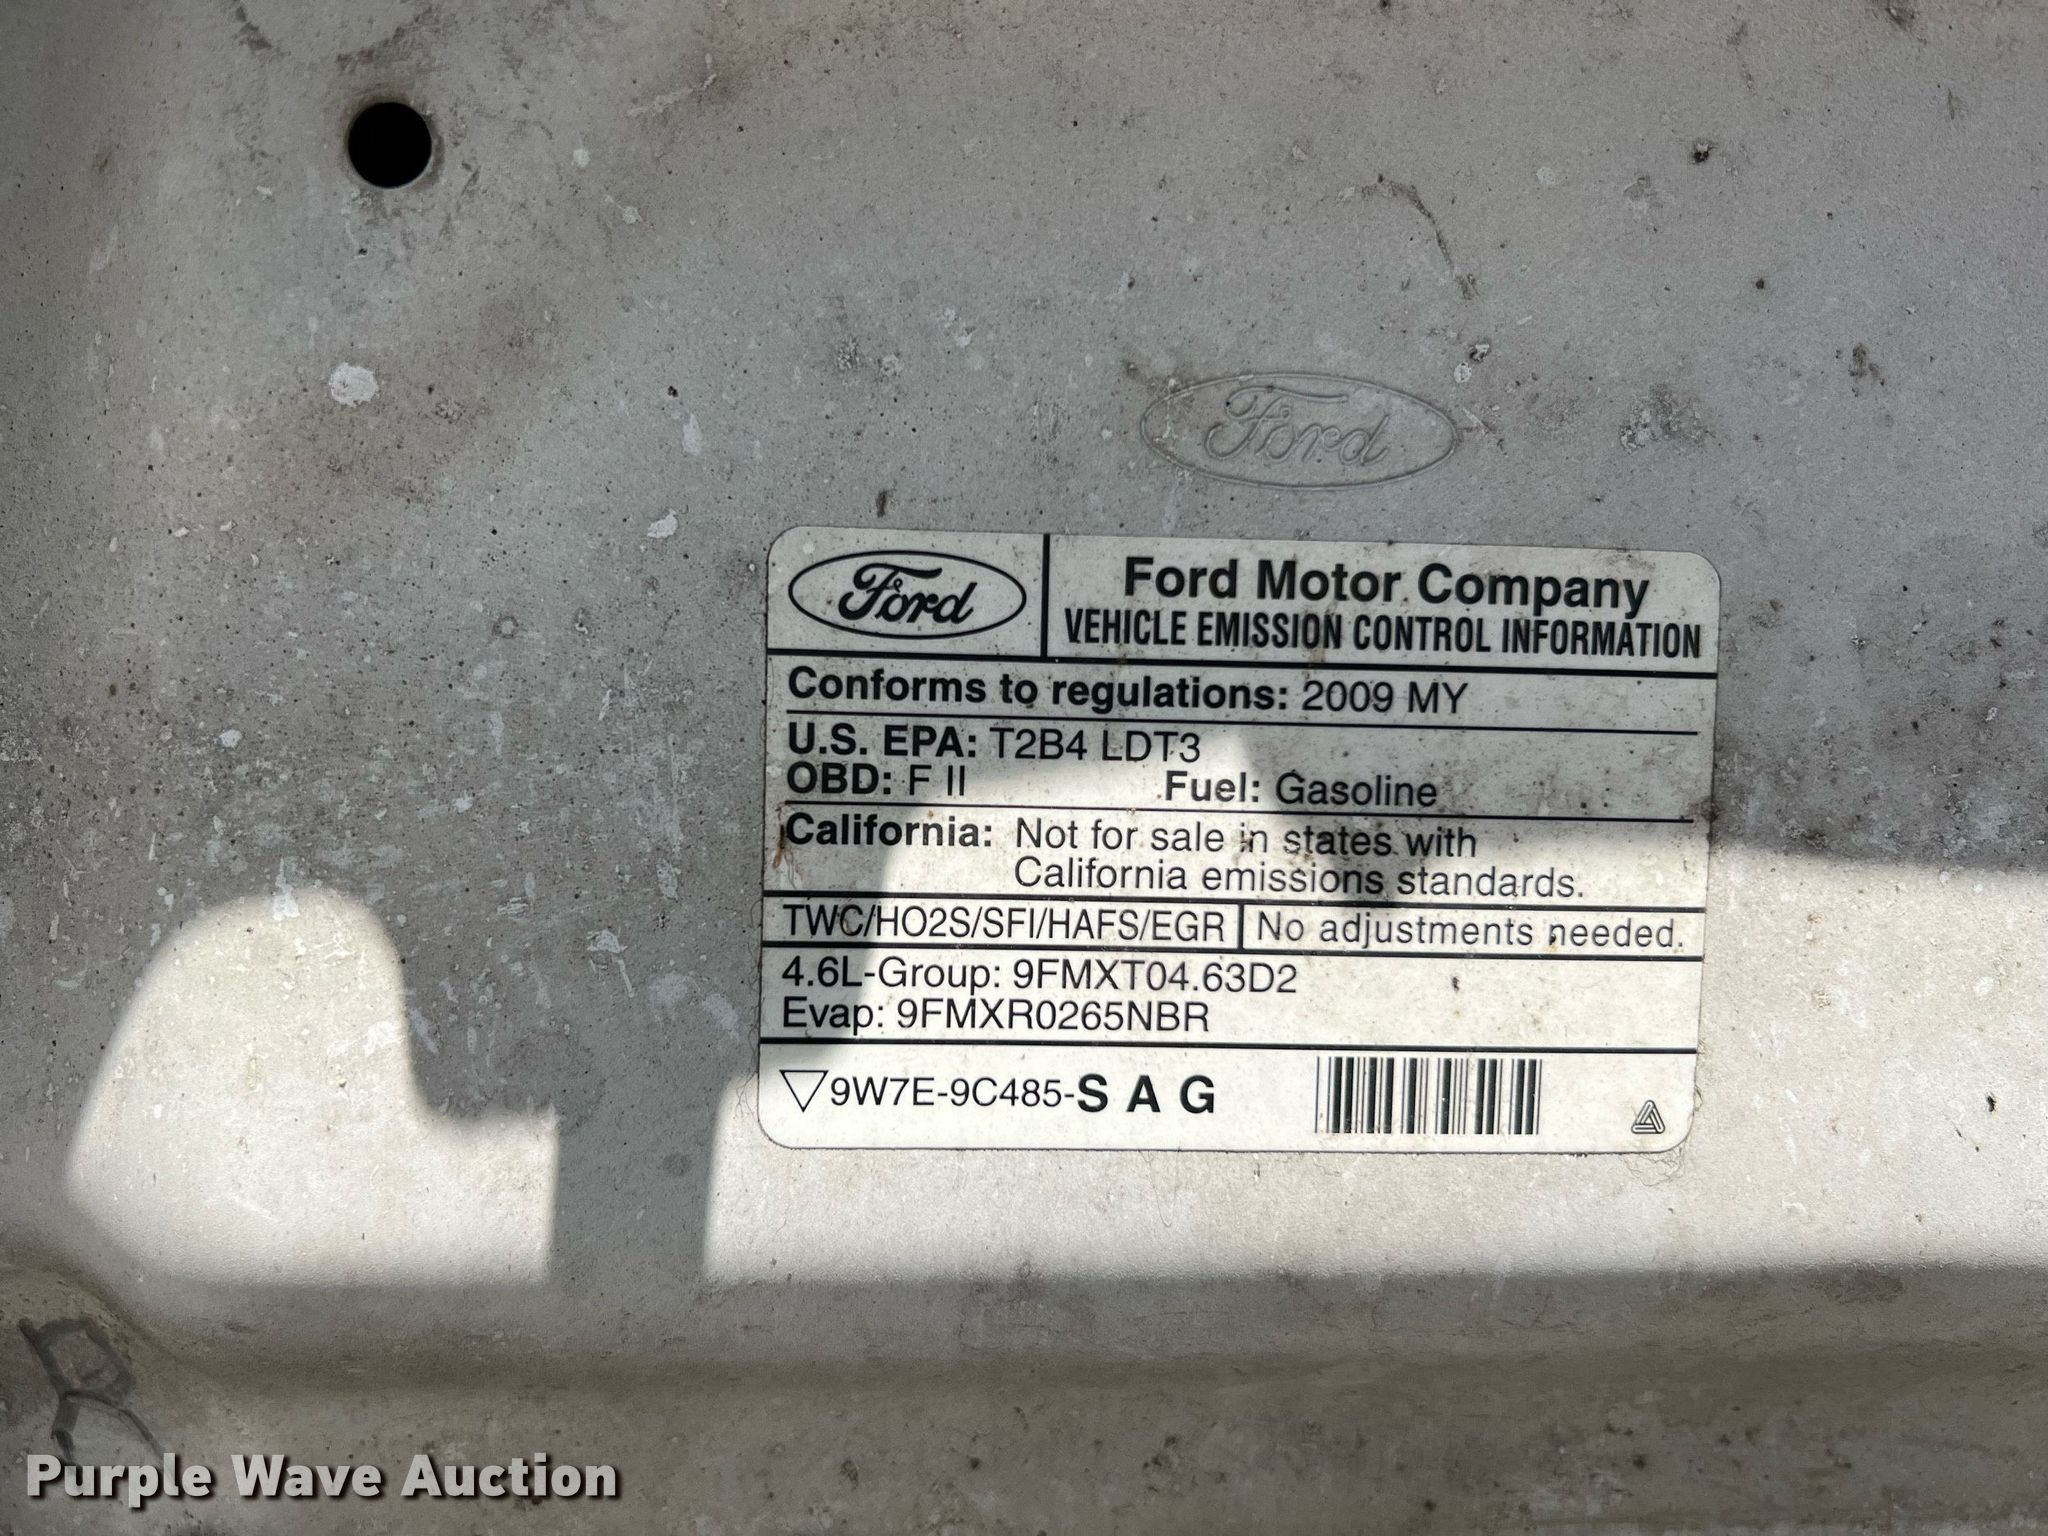 Ford
Ford
Ford Motor Company
VEHICLE EMISSION CONTROL INFORMATION
Conforms to regulations: 2009 MY
U.S. EPA: T2B4 LDT3
OBD: F II Fuel: Gasoline
California: Not for sale in states with
California emissions standards.
TWC/HO2S/SFI/HAFS/EGR No adjustments needed.
4.6L-Group: 9FMXT04.63D2
Evap: 9FMXR0265NBR
9W7E-9C485-S A G
Purple Wave Auction